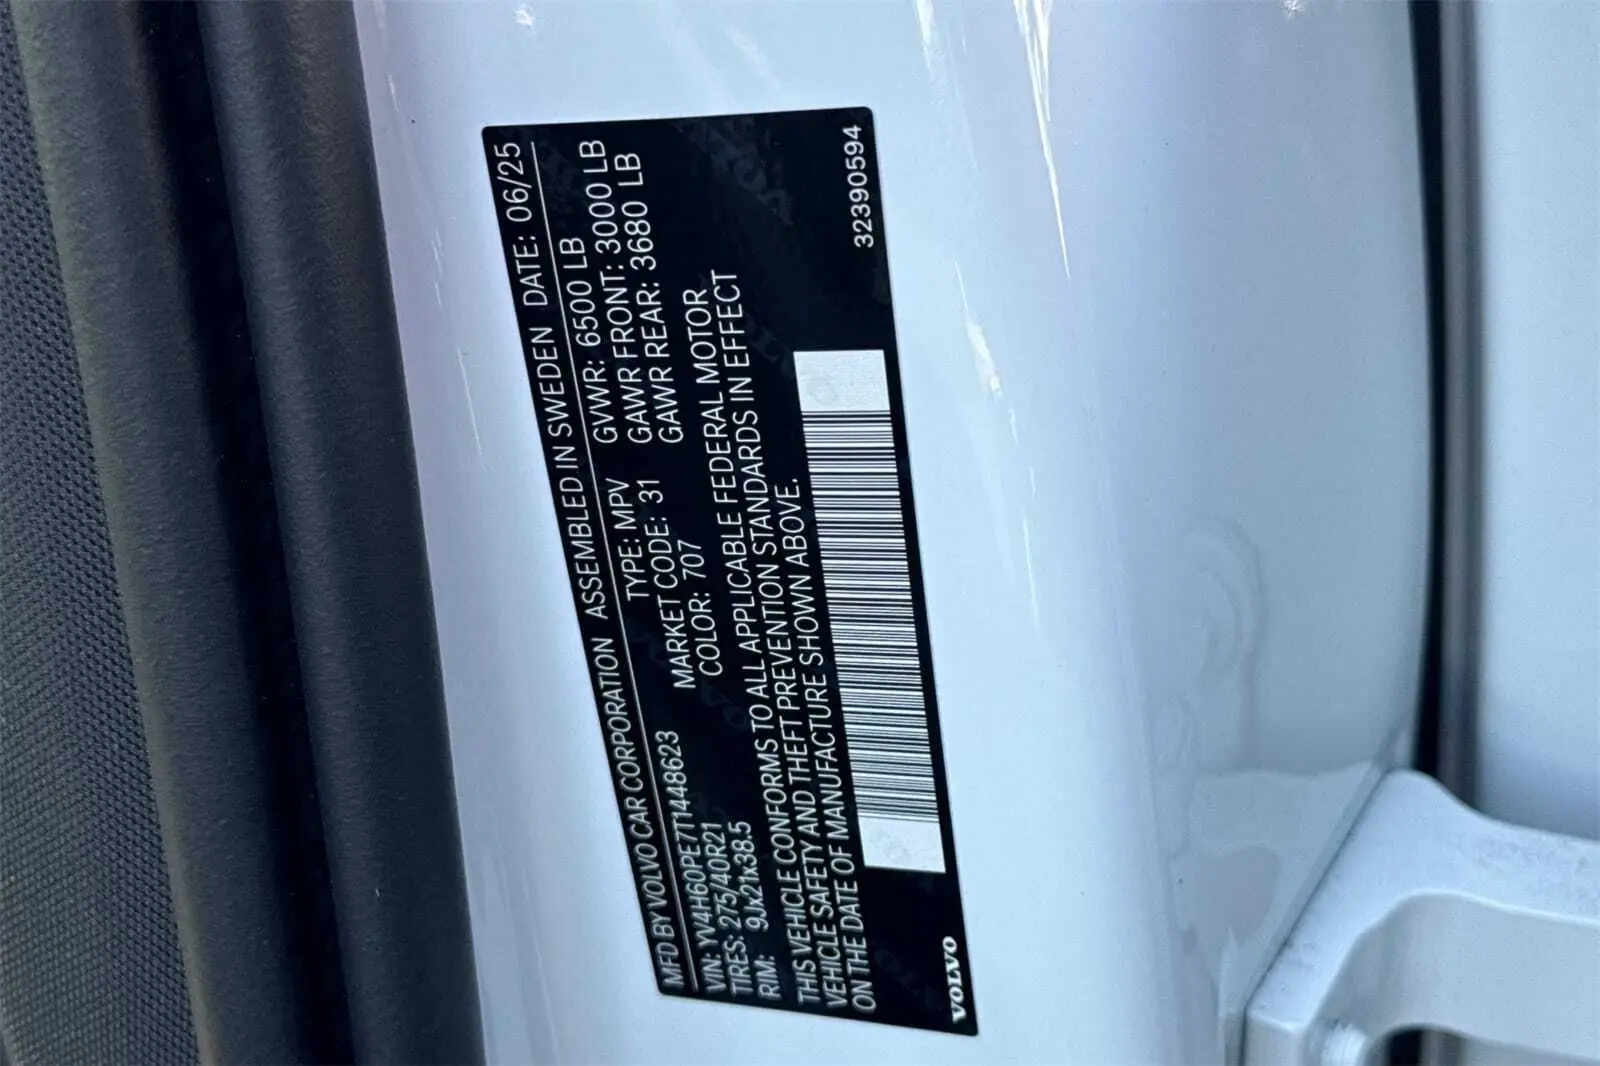 MFD BY VOLVO CAR CORPORATION ASSEMBLED IN SWEDEN DATE: 06/25
VIN: YV4H60PE7T1448623 TYPE: MPV GVWR: 6500 LB
TIRES: 275/40R21 MARKET CODE: 31 GAWR FRONT: 3000 LB
RIM: 9Jx21x38.5 COLOR: 707 GAWR REAR: 3680 LB
THIS VEHICLE CONFORMS TO ALL APPLICABLE FEDERAL MOTOR
VEHICLE SAFETY AND THEFT PREVENTION STANDARDS IN EFFECT
ON THE DATE OF MANUFACTURE SHOWN ABOVE.
VOLVO
32390594